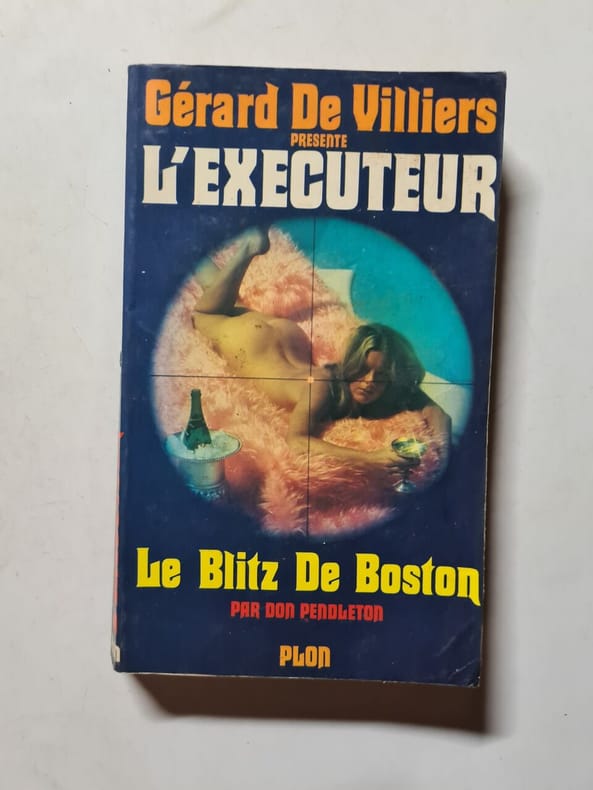 Gérard De Villiers
PRESENTE
L'EXECUTEUR
Le Blitz De Boston
PAR DON PENDLETON
PLON